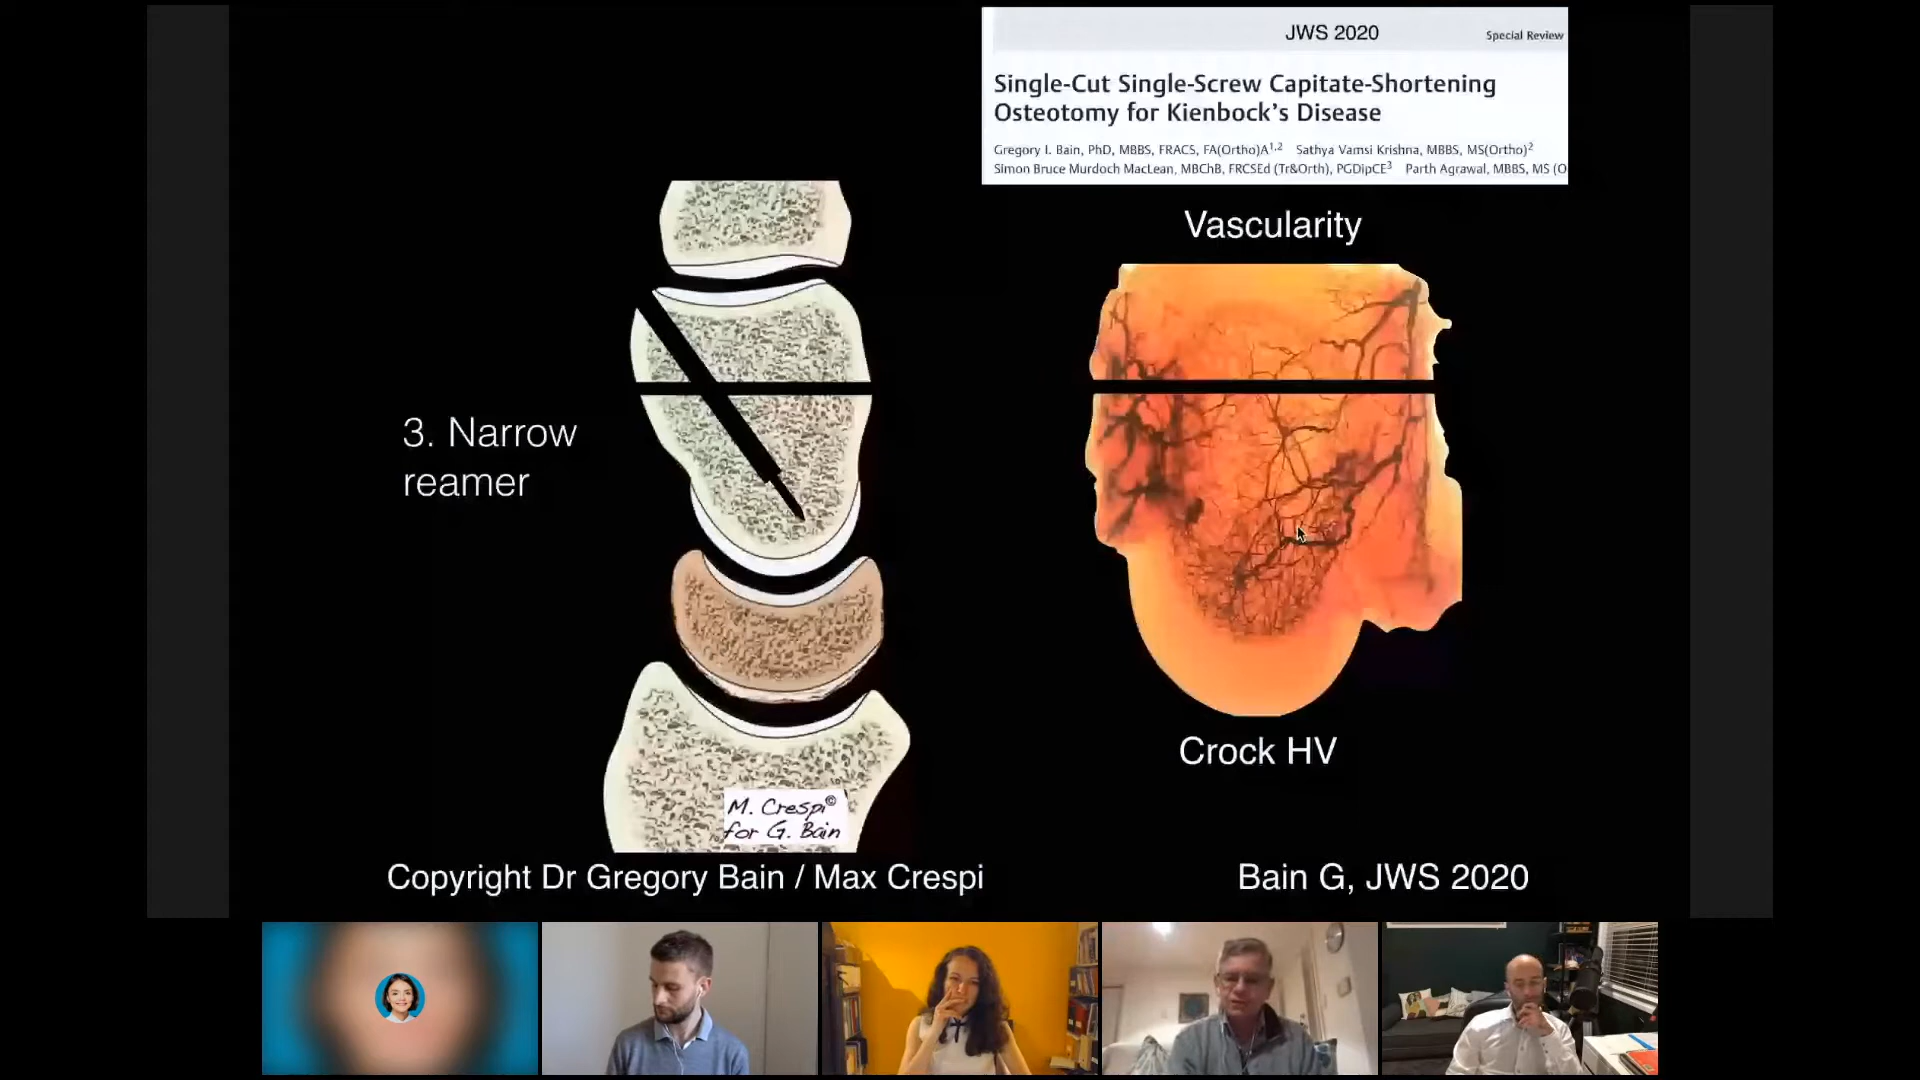 JWS 2020
Special Review
Single-Cut Single-Screw Capitate-Shortening
Osteotomy for Kienbock's Disease
Gregory I. Bain, PhD, MBBS, FRACS, FA(Ortho)A1,2 Sathya Vamsi Krishna, MBBS, MS(Ortho)2
Simon Bruce Murdoch MacLean, MBChB, FRCSEd (Tr&Orth), PGDipCE3 Parth Agrawal, MBBS, MS (O
Vascularity
3. Narrow
reamer
Crock HV
M. Crespi©
for G. Bain
Copyright Dr Gregory Bain / Max Crespi
Bain G, JWS 2020